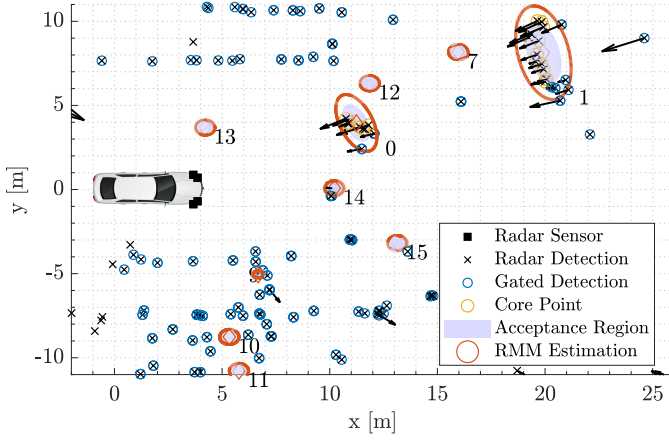 10
7
1
5
12
13
0
y [m]
0
14
15
Radar Sensor
Radar Detection
-5
9
Gated Detection
Core Point
Acceptance Region
10
RMM Estimation
-10
11
0 5 10 15 20 25
x [m]